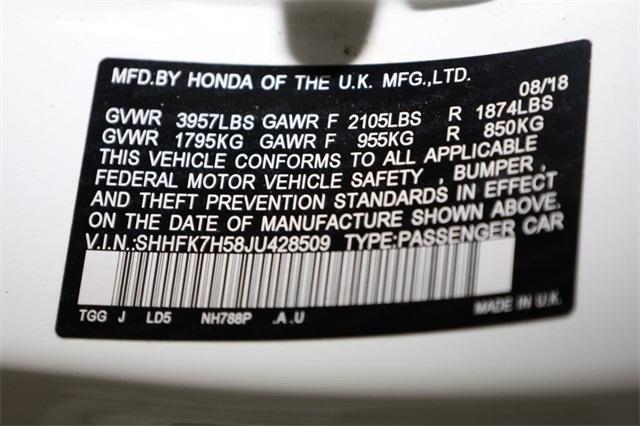 MFD.BY HONDA OF THE U.K. MFG.,LTD. 08/18
GVWR 3957LBS GAWR F 2105LBS R 1874LBS
GVWR 1795KG GAWR F 955KG R 850KG
THIS VEHICLE CONFORMS TO ALL APPLICABLE
FEDERAL MOTOR VEHICLE SAFETY , BUMPER ,
AND THEFT PREVENTION STANDARDS IN EFFECT
ON THE DATE OF MANUFACTURE SHOWN ABOVE.
V.I.N.:SHHFK7H58JU428509 TYPE:PASSENGER CAR
TGG J LD5 NH788P .A .U MADE IN U.K.